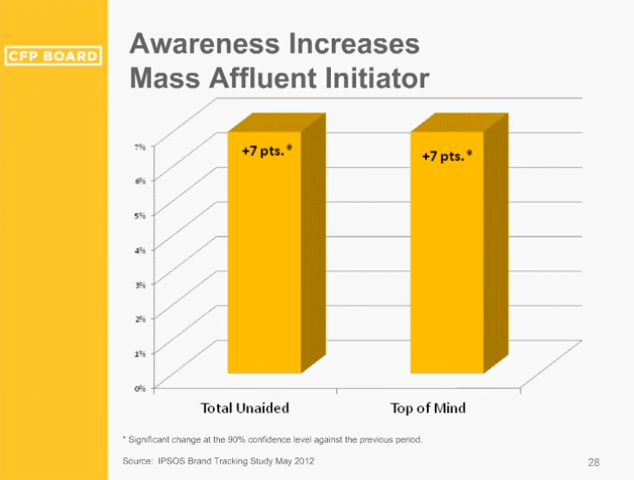 CFP BOARD
Awareness Increases
Mass Affluent Initiator
7%
6%
5%
4%
3%
2%
1%
0%
+7 pts.*
+7 pts.*
Total Unaided
Top of Mind
* Significant change at the 90% confidence level against the previous period.
Source:  IPSOS Brand Tracking Study May 2012
28